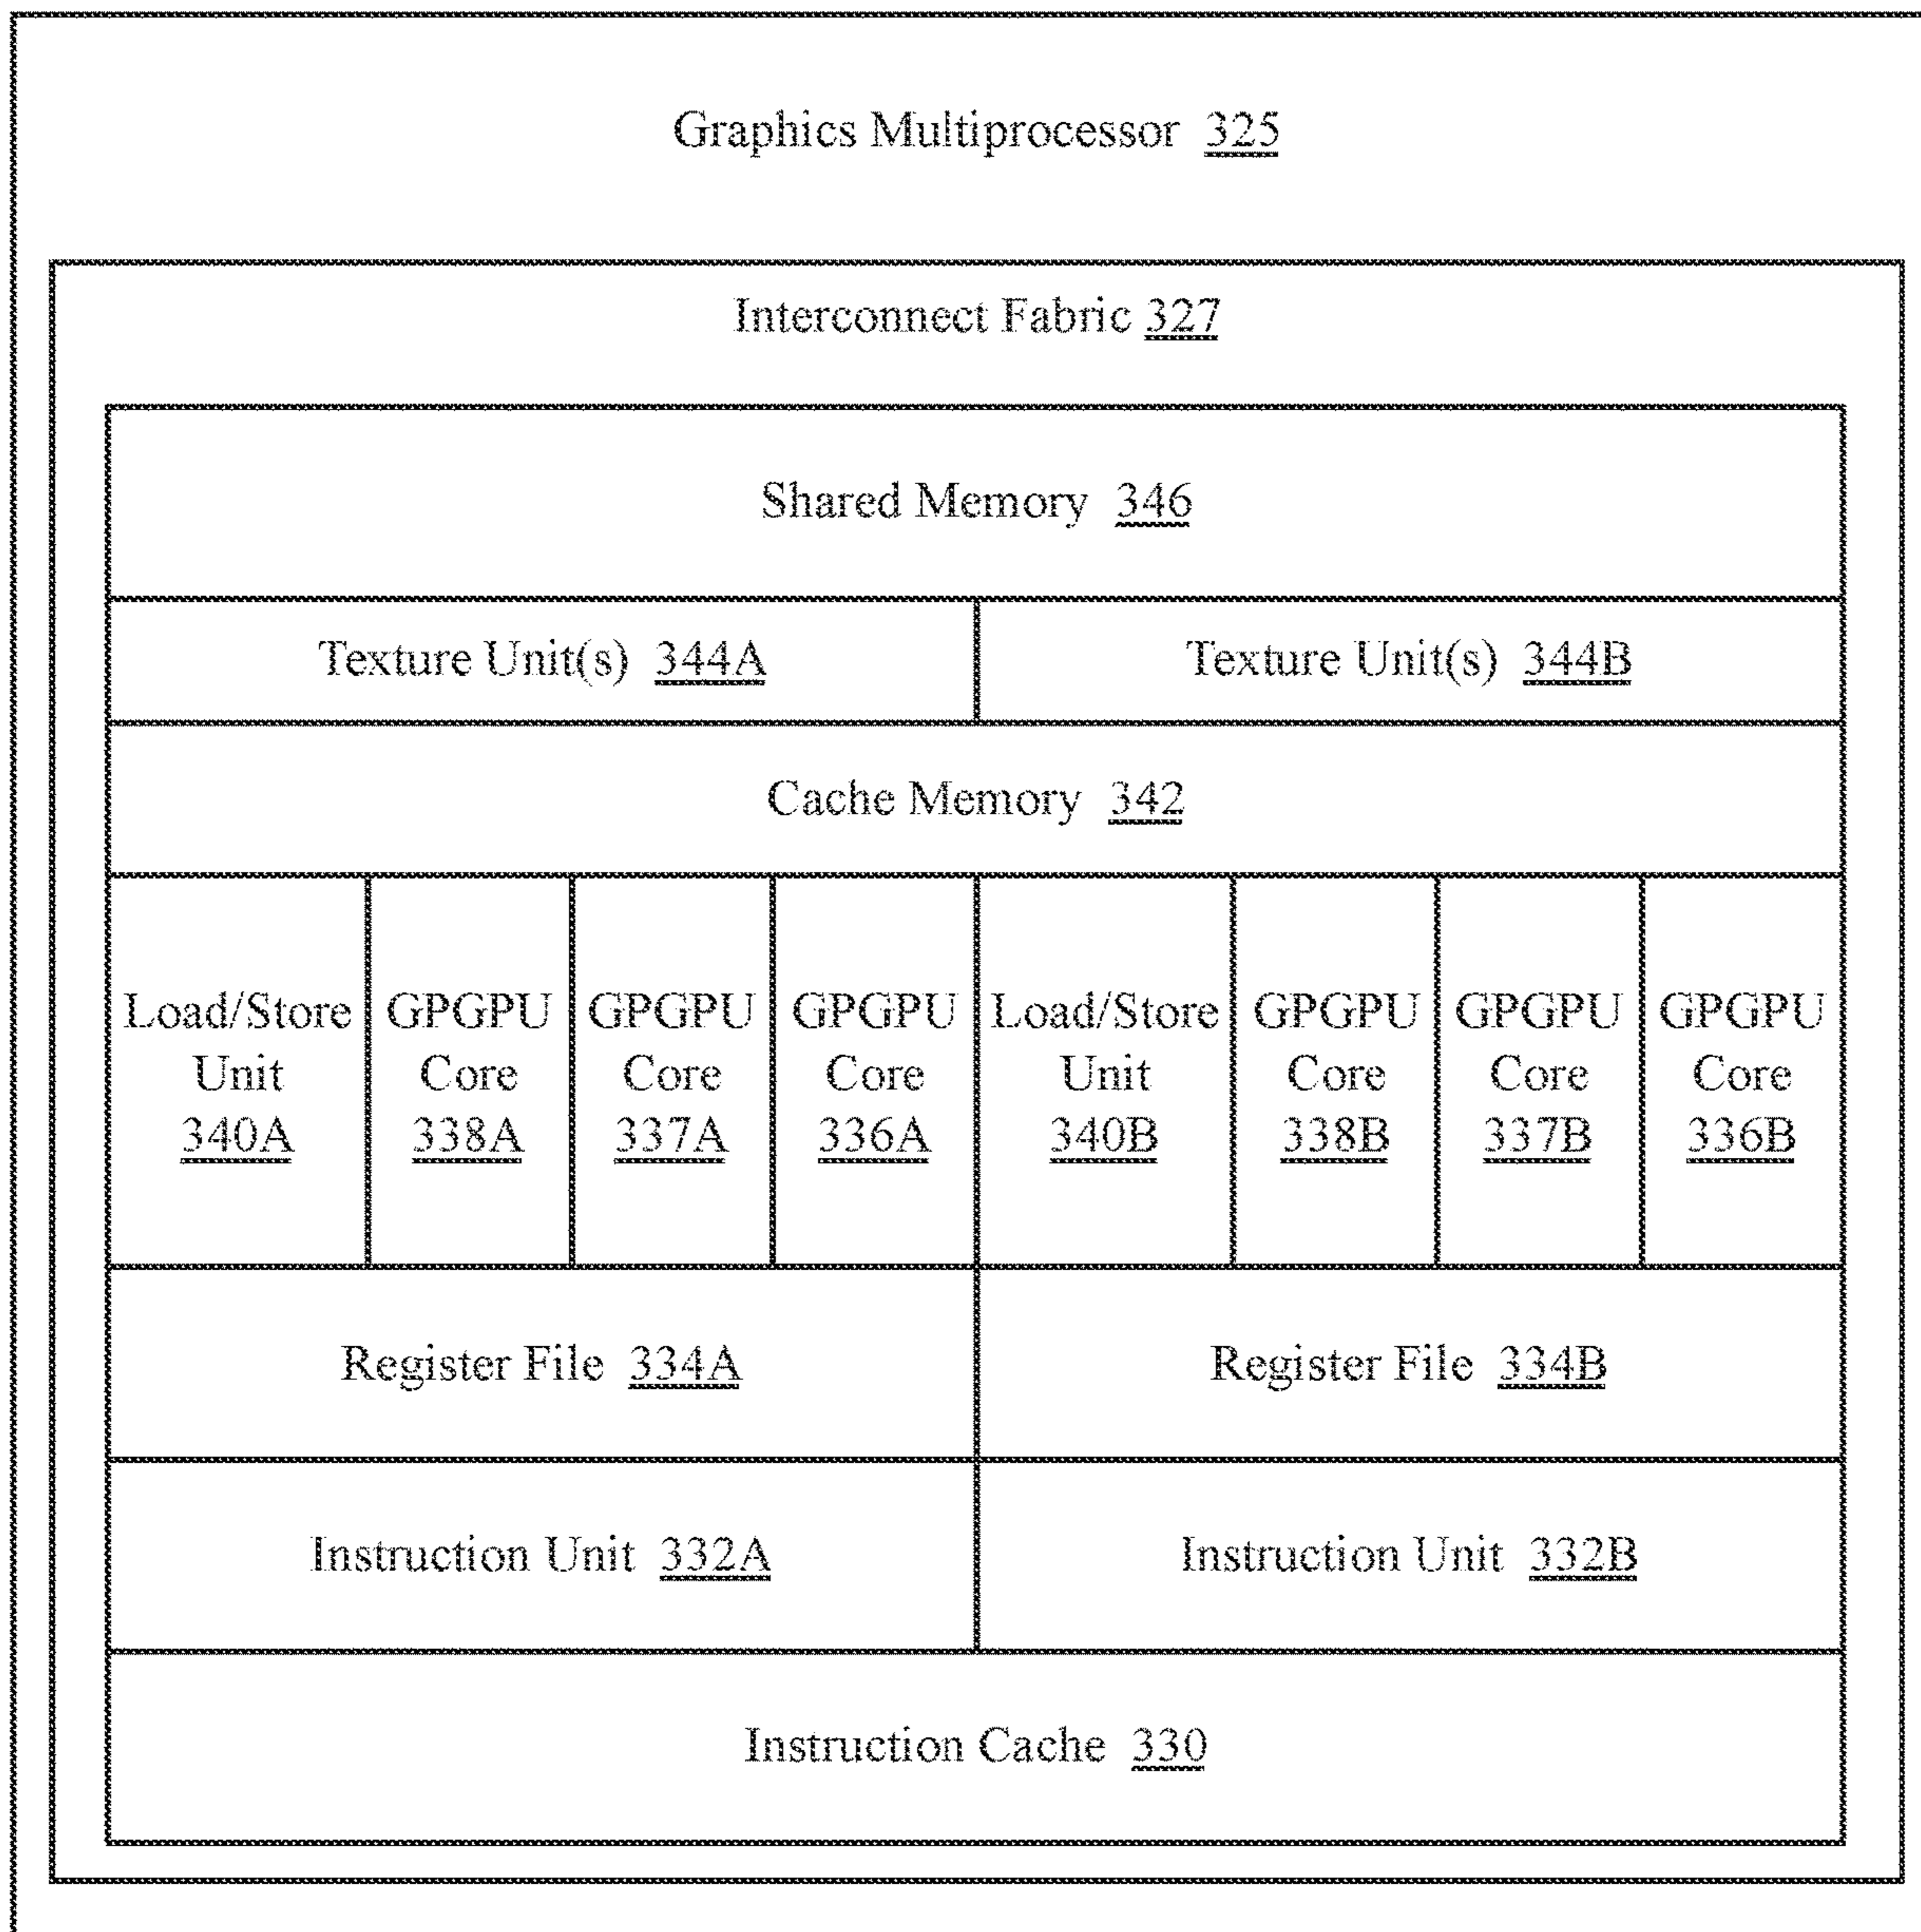 Graphics Multiprocessor 325
Interconnect Fabric 327
Shared Memory 346
Texture Unit(s) 344A
Texture Unit(s) 344B
Cache Memory 342
Load/Store
Unit
340A
GPGPU
Core
338A
GPGPU
Core
337A
GPGPU
Core
336A
Load/Store
Unit
340B
GPGPU
Core
338B
GPGPU
Core
337B
GPGPU
Core
336B
Register File 334A
Register File 334B
Instruction Unit 332A
Instruction Unit 332B
Instruction Cache 330